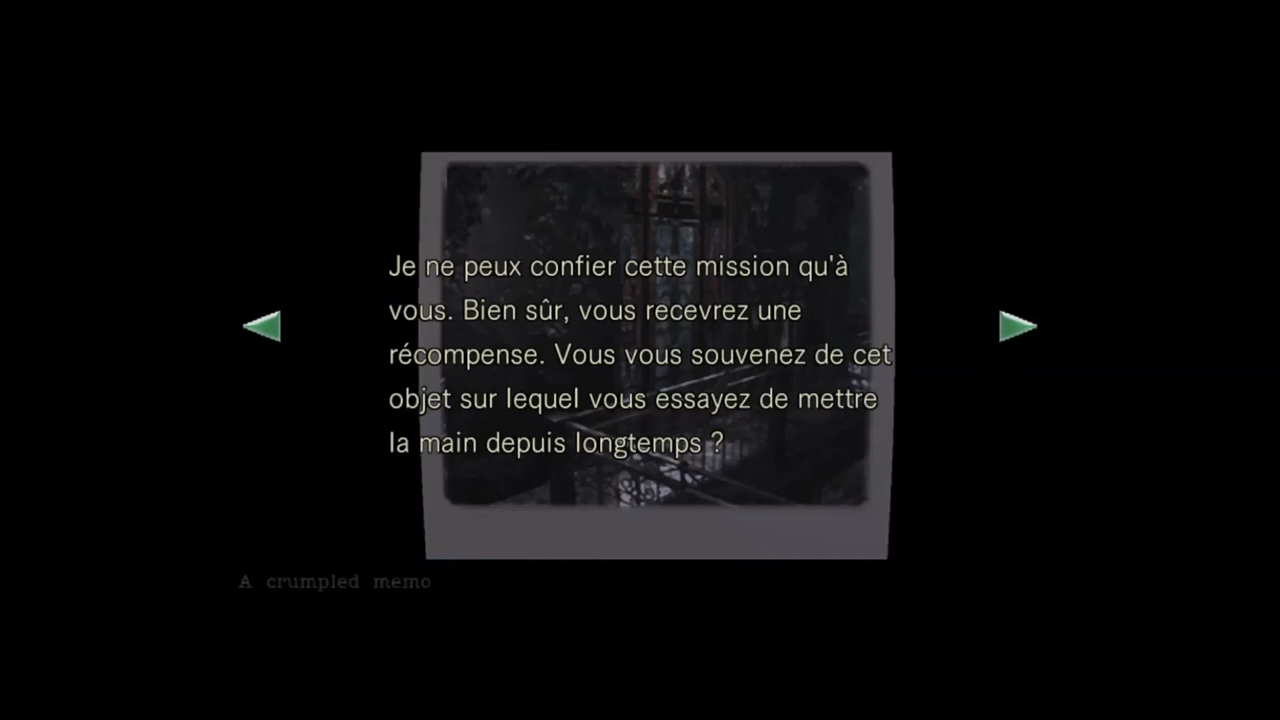 Je ne peux confier cette mission qu'à
vous. Bien sûr, vous recevrez une
récompense. Vous vous souvenez de cet
objet sur lequel vous essayez de mettre
la main depuis longtemps ?
A crumpled memo